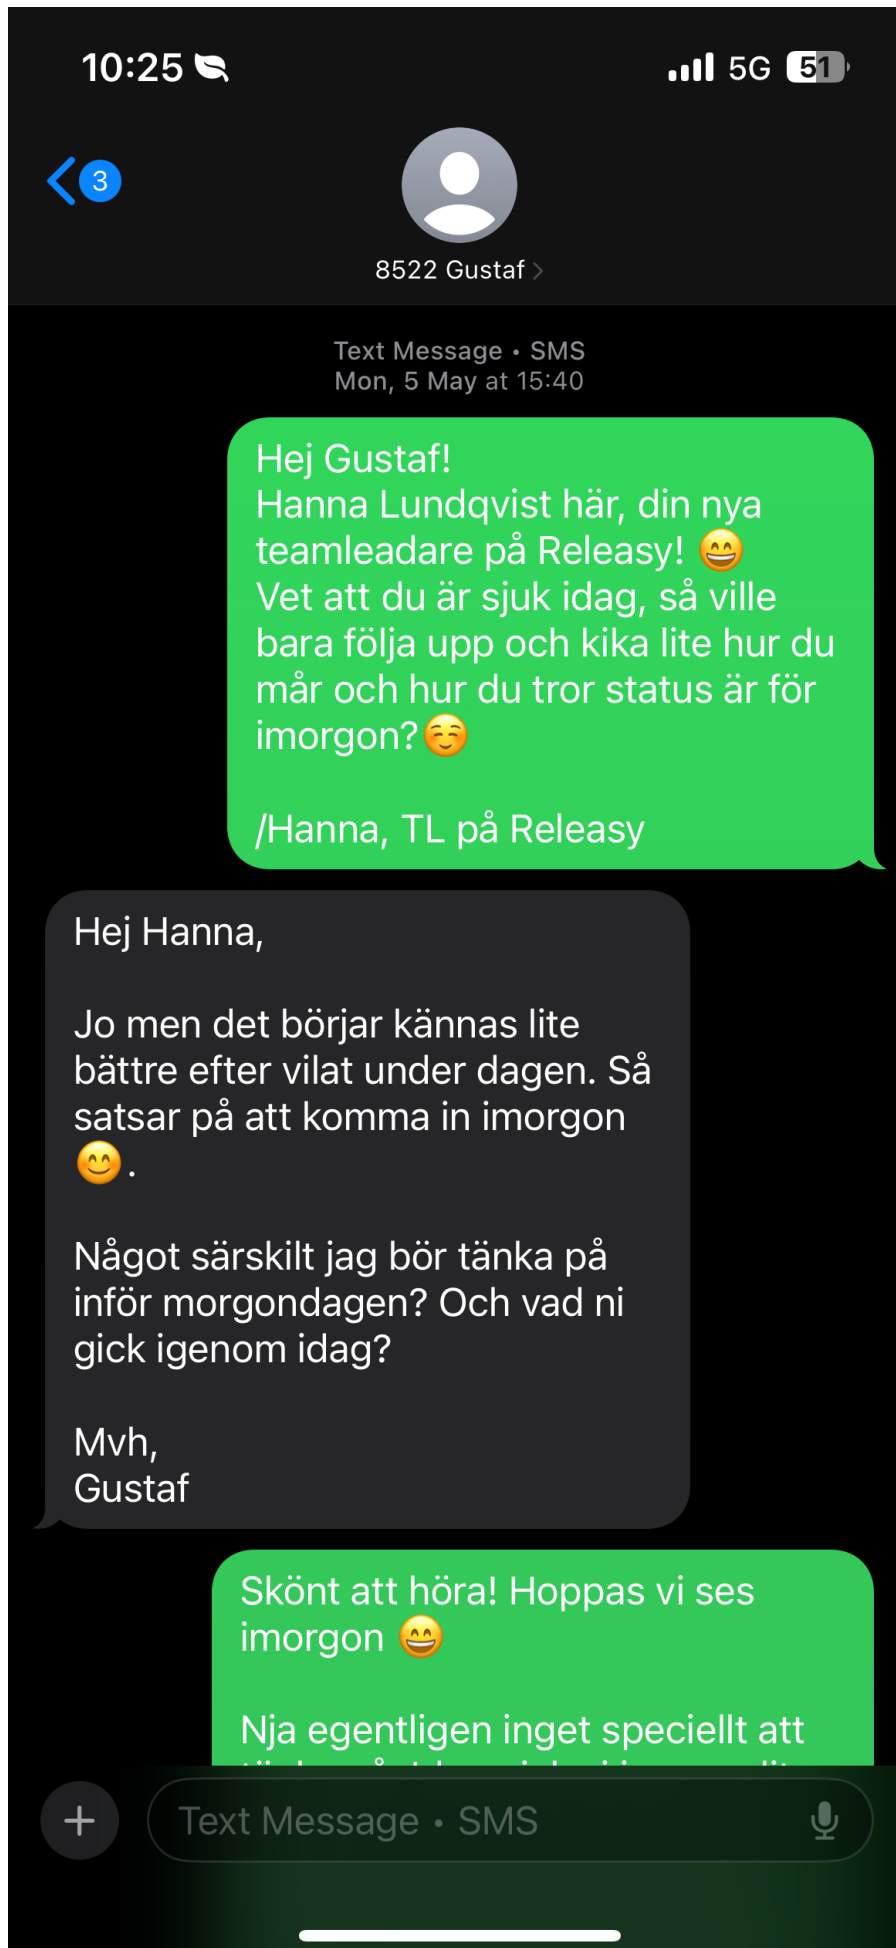 10:25
5G
51
3
8522 Gustaf
Text Message • SMS
Mon, 5 May at 15:40
Hej Gustaf!
Hanna Lundqvist här, din nya
teamleadare på Releasy! 😄
Vet att du är sjuk idag, så ville
bara följa upp och kika lite hur du
mår och hur du tror status är för
imorgon?☺️
/Hanna, TL på Releasy
Hej Hanna,
Jo men det börjar kännas lite
bättre efter vilat under dagen. Så
satsar på att komma in imorgon
😊.
Något särskilt jag bör tänka på
inför morgondagen? Och vad ni
gick igenom idag?
Mvh,
Gustaf
Skönt att höra! Hoppas vi ses
imorgon 😄
Nja egentligen inget speciellt att
Text Message • SMS